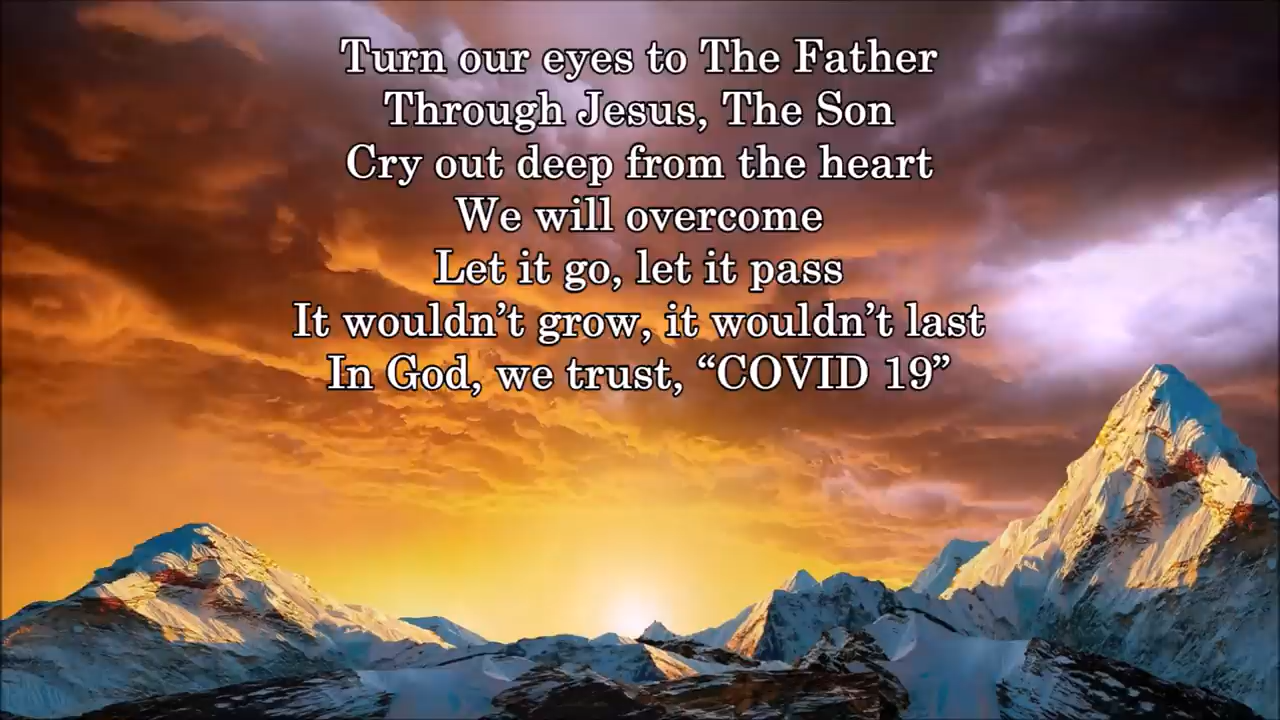 Turn our eyes to The Father
Through Jesus, The Son
Cry out deep from the heart
We will overcome
Let it go, let it pass
It wouldn’t grow, it wouldn’t last
In God, we trust, “COVID 19”